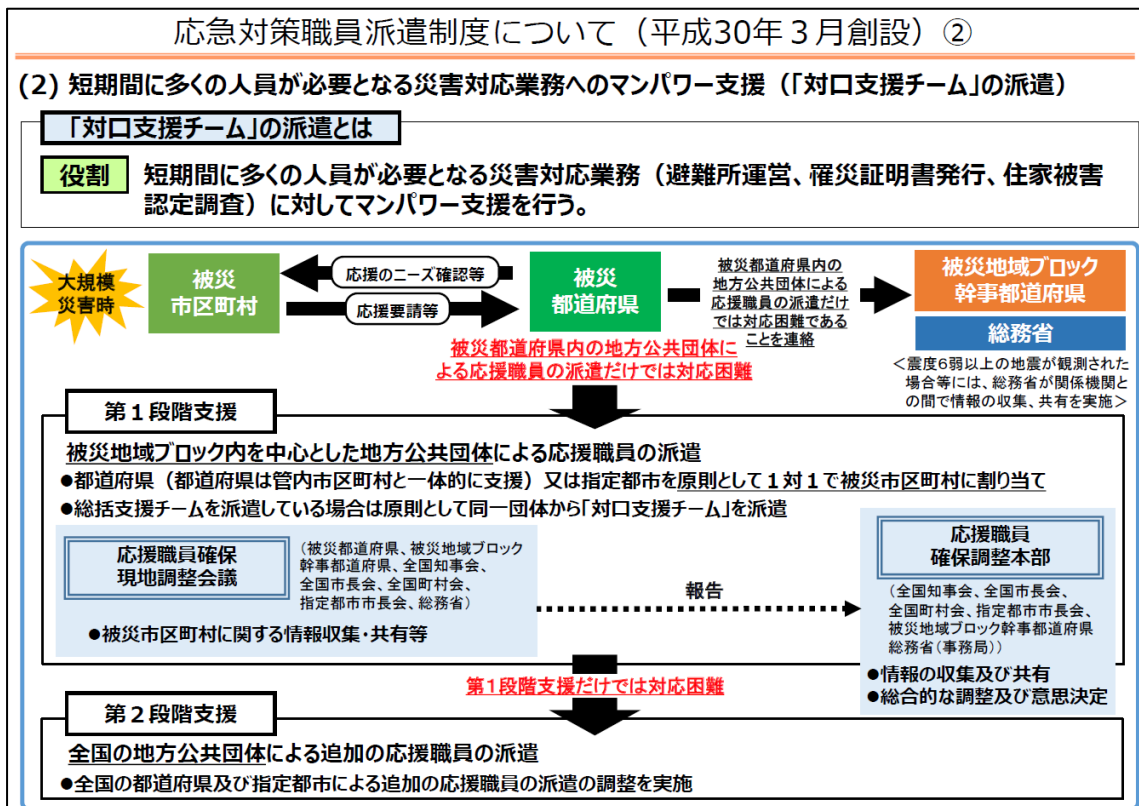 応急対策職員派遣制度について（平成30年３月創設）②
(2) 短期間に多くの人員が必要となる災害対応業務へのマンパワー支援（「対口支援チーム」の派遣）
「対口支援チーム」の派遣とは
役割
短期間に多くの人員が必要となる災害対応業務（避難所運営、罹災証明書発行、住家被害
認定調査）に対してマンパワー支援を行う。
大規模
災害時
被災
市区町村
応援のニーズ確認等
応援要請等
被災
都道府県
被災都道府県内の
地方公共団体による
応援職員の派遣だけ
では対応困難である
ことを連絡
被災地域ブロック
幹事都道府県
総務省
＜震度6弱以上の地震が観測された
場合等には、総務省が関係機関と
の間で情報の収集、共有を実施＞
被災都道府県内の地方公共団体に
よる応援職員の派遣だけでは対応困難
第１段階支援
被災地域ブロック内を中心とした地方公共団体による応援職員の派遣
●都道府県（都道府県は管内市区町村と一体的に支援）又は指定都市を原則として１対１で被災市区町村に割り当て
●総括支援チームを派遣している場合は原則として同一団体から「対口支援チーム」を派遣
応援職員確保
現地調整会議
（被災都道府県、被災地域ブロック
幹事都道府県、全国知事会、
全国市長会、全国町村会、
指定都市市長会、総務省）
●被災市区町村に関する情報収集・共有等
報告
応援職員
確保調整本部
（全国知事会、全国市長会、
全国町村会、指定都市市長会、
被災地域ブロック幹事都道府県
総務省（事務局））
●情報の収集及び共有
●総合的な調整及び意思決定
第１段階支援だけでは対応困難
第２段階支援
全国の地方公共団体による追加の応援職員の派遣
●全国の都道府県及び指定都市による追加の応援職員の派遣の調整を実施